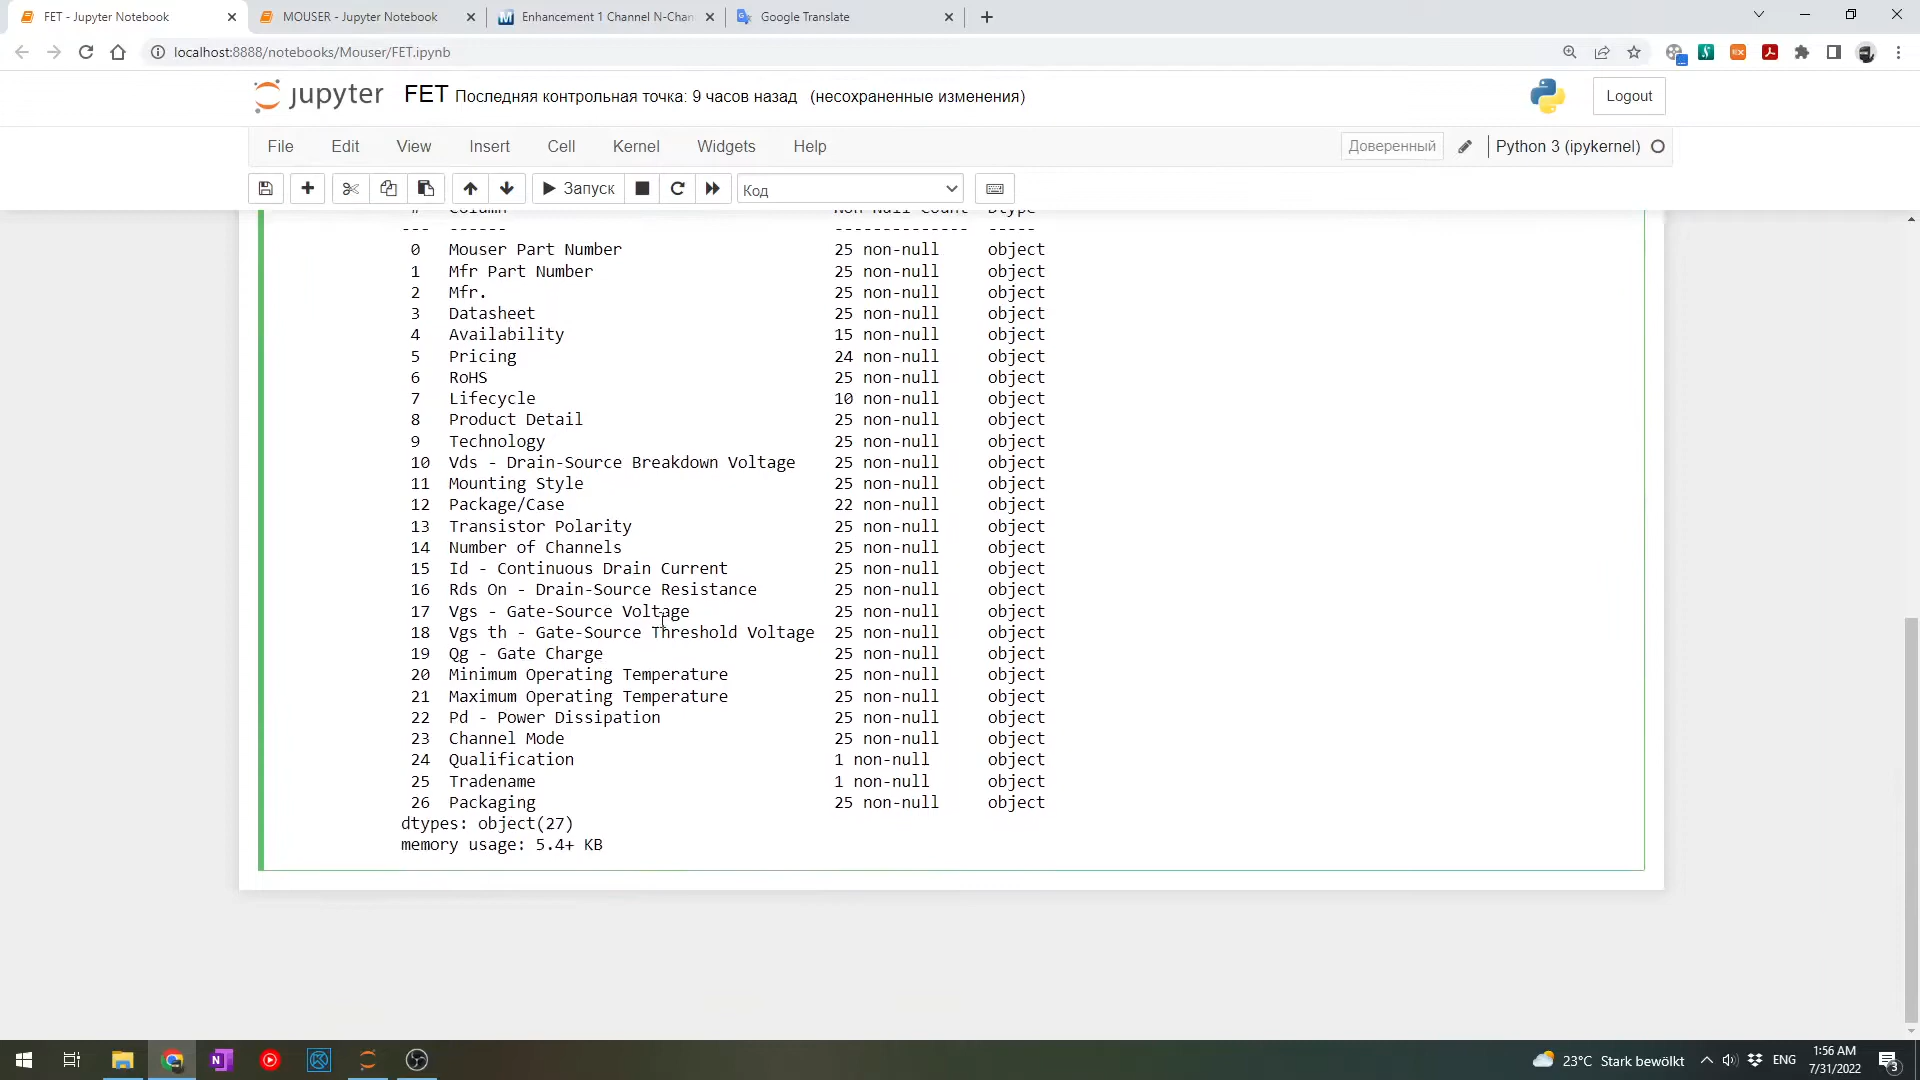 FET - Jupyter Notebook
MOUSER - Jupyter Notebook
Enhancement 1 Channel N-Chan
Google Translate
localhost:8888/notebooks/Mouser/FET.ipynb
jupyter FET Последняя контрольная точка: 9 часов назад (несохраненные изменения)
Logout
File Edit View Insert Cell Kernel Widgets Help
Доверенный
Python 3 (ipykernel)
Запуск
Код
# Column Non-Null Count Dtype
--- ------ -------------- -----
0 Mouser Part Number 25 non-null object
1 Mfr Part Number 25 non-null object
2 Mfr. 25 non-null object
3 Datasheet 25 non-null object
4 Availability 15 non-null object
5 Pricing 24 non-null object
6 RoHS 25 non-null object
7 Lifecycle 10 non-null object
8 Product Detail 25 non-null object
9 Technology 25 non-null object
10 Vds - Drain-Source Breakdown Voltage 25 non-null object
11 Mounting Style 25 non-null object
12 Package/Case 22 non-null object
13 Transistor Polarity 25 non-null object
14 Number of Channels 25 non-null object
15 Id - Continuous Drain Current 25 non-null object
16 Rds On - Drain-Source Resistance 25 non-null object
17 Vgs - Gate-Source Voltage 25 non-null object
18 Vgs th - Gate-Source Threshold Voltage 25 non-null object
19 Qg - Gate Charge 25 non-null object
20 Minimum Operating Temperature 25 non-null object
21 Maximum Operating Temperature 25 non-null object
22 Pd - Power Dissipation 25 non-null object
23 Channel Mode 25 non-null object
24 Qualification 1 non-null object
25 Tradename 1 non-null object
26 Packaging 25 non-null object
dtypes: object(27)
memory usage: 5.4+ KB
23°C Stark bewölkt
ENG
1:56 AM
7/31/2022
3